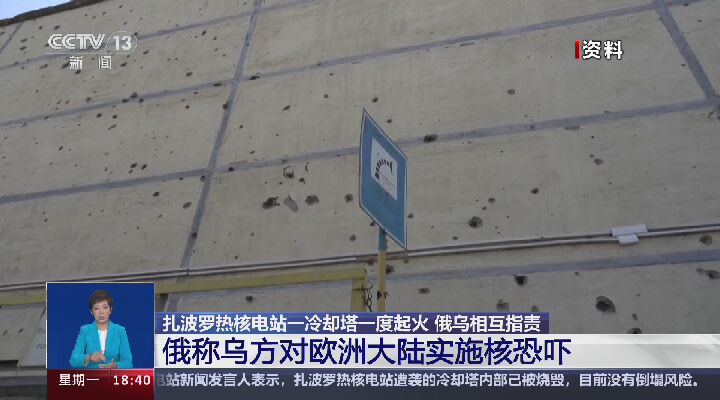 CCTV 13
新闻
资料
扎波罗热核电站一冷却塔一度起火 俄乌相互指责
俄称乌方对欧洲大陆实施核恐吓
星期一 18:40
电站新闻发言人表示，扎波罗热核电站遭袭的冷却塔内部已被烧毁，目前没有倒塌风险。